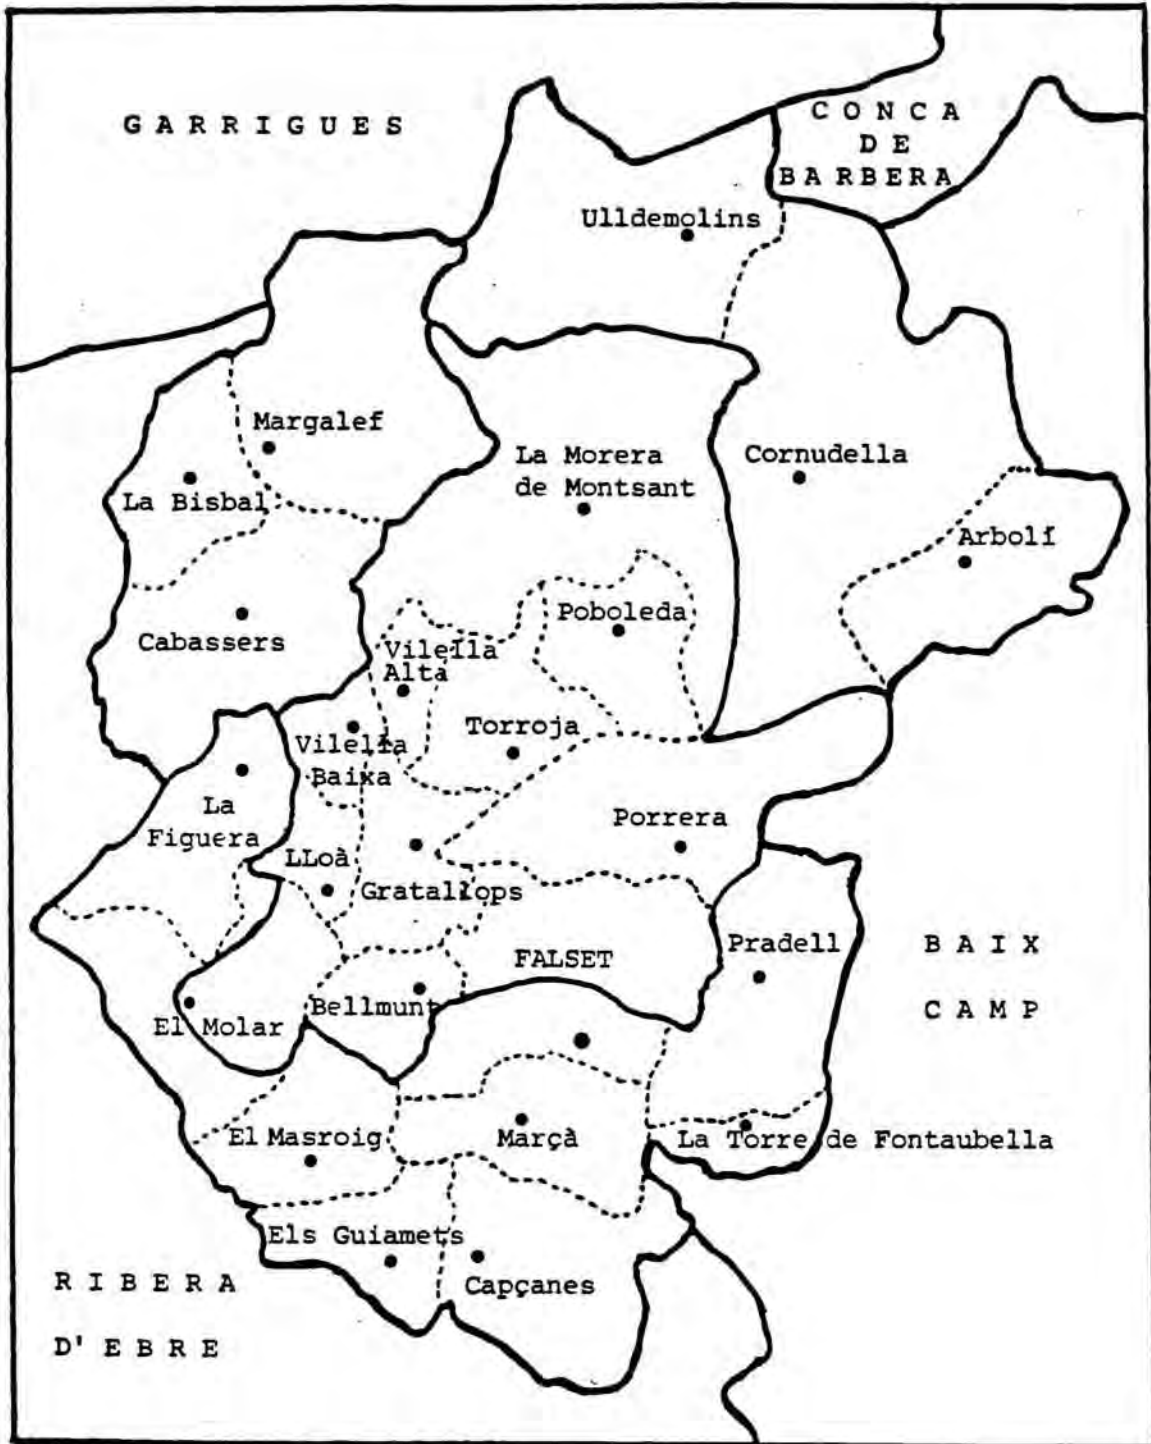 GARRIGUES
CONCA
DE
BARBERA
Ulldemolins
Margalef
La Bisbal
La Morera
de Montsant
Cornudella
Arbolí
Cabassers
Poboleda
Vilella
Alta
Torroja
Vilella
Baixa
La
Figuera
Porrera
LLoà
Gratallops
Pradell
BAIX
CAMP
FALSET
Bellmunt
El Molar
El Masroig
Marçà
La Torre de Fontaubella
Els Guiamets
Capçanes
RIBERA
D'EBRE